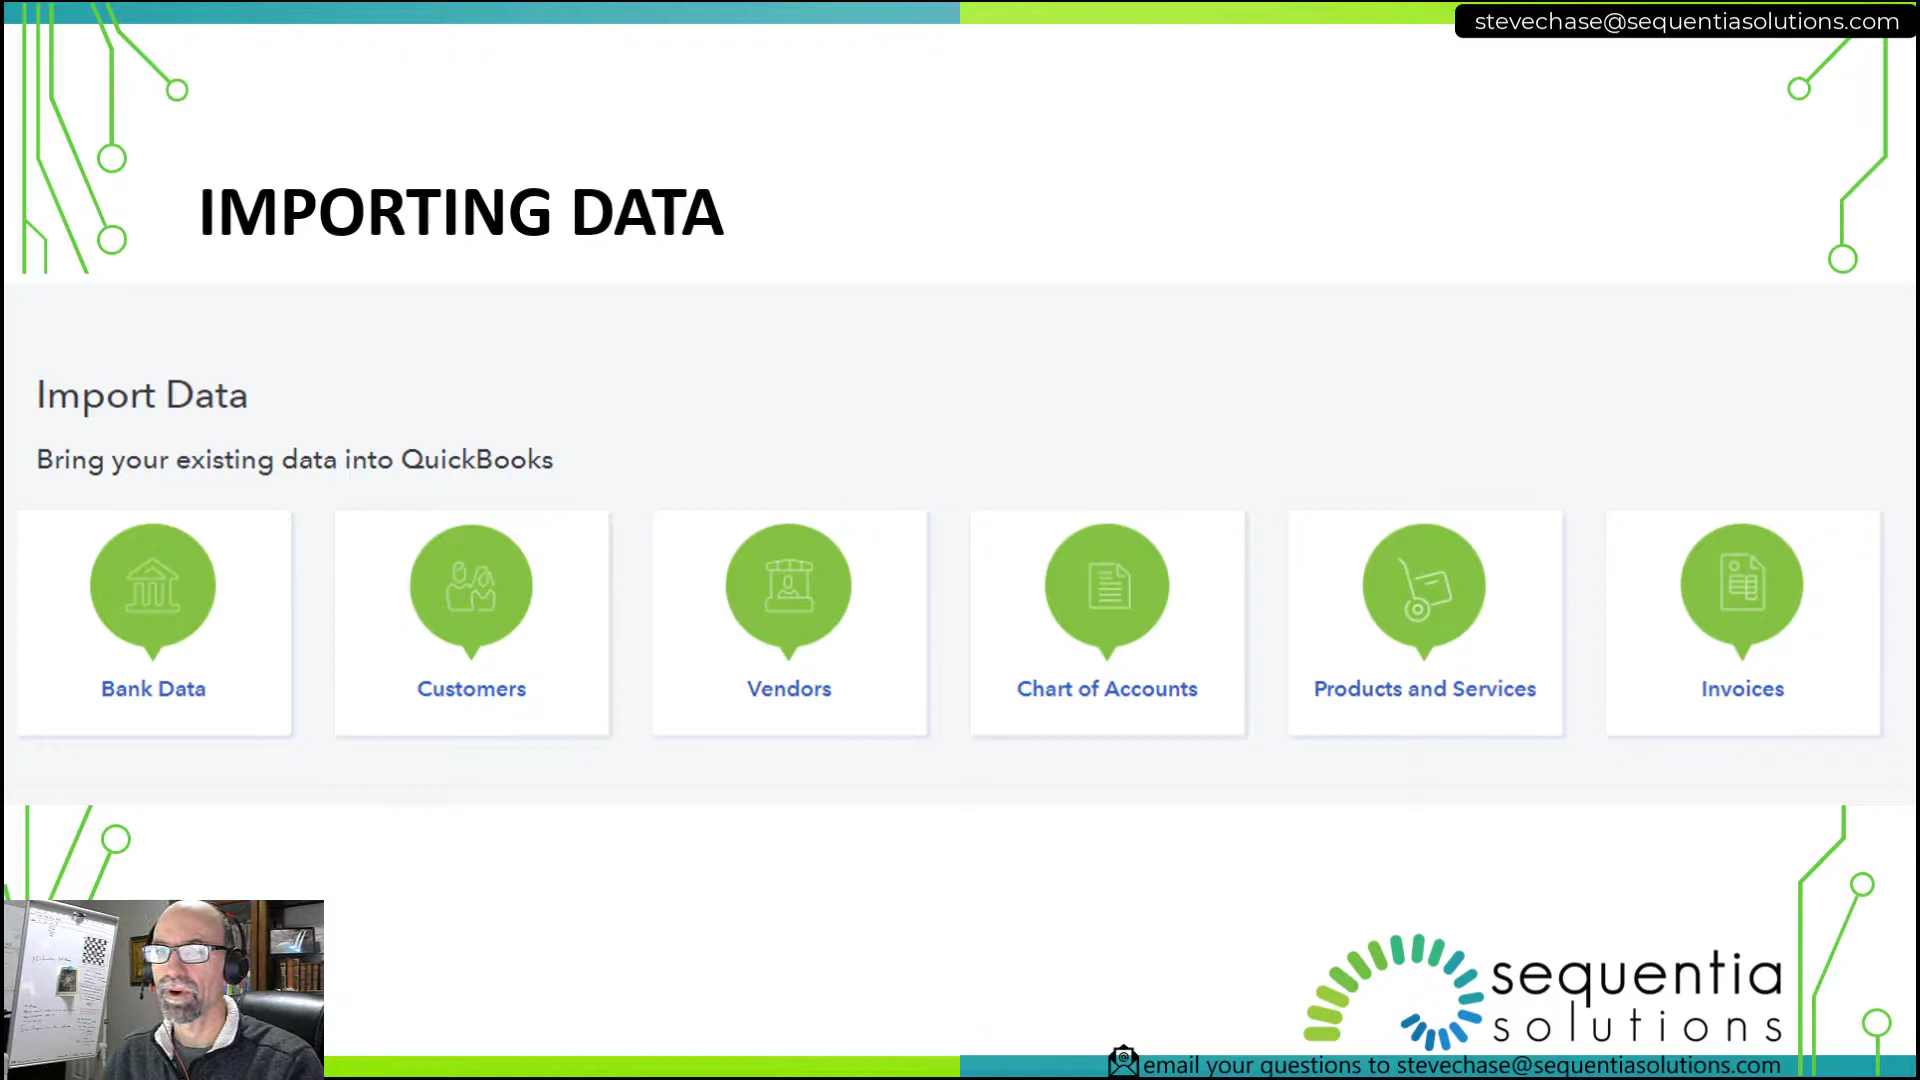 stevechase@sequentiasolutions.com
IMPORTING DATA
Import Data
Bring your existing data into QuickBooks
Bank Data
Customers
Vendors
Chart of Accounts
Products and Services
Invoices
sequentia
solutions
email your questions to stevechase@sequentiasolutions.com